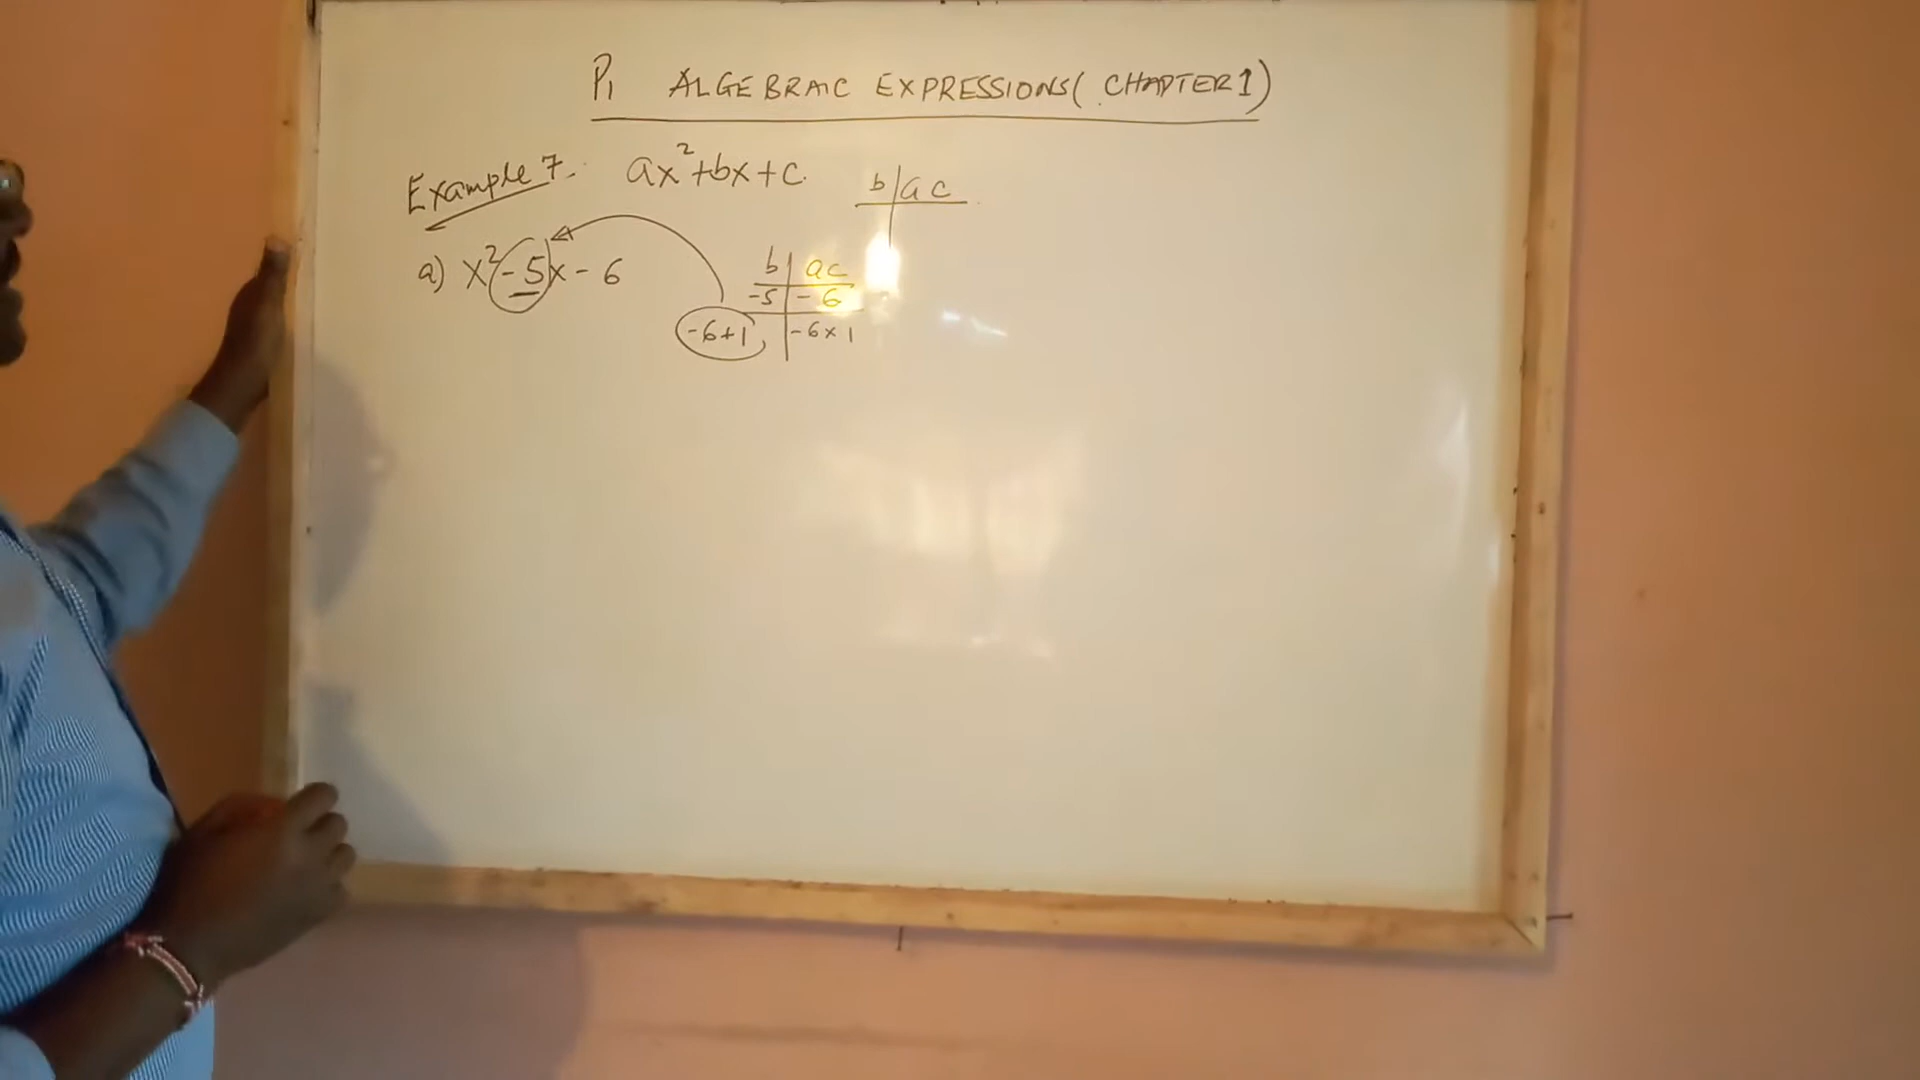 P1 ALGEBRAIC EXPRESSIONS( CHAPTER 1)
Example 7. ax²+bx+c.
b | ac
a) x²-5x - 6
b | ac
-5 | -6
-6+1 | -6×1